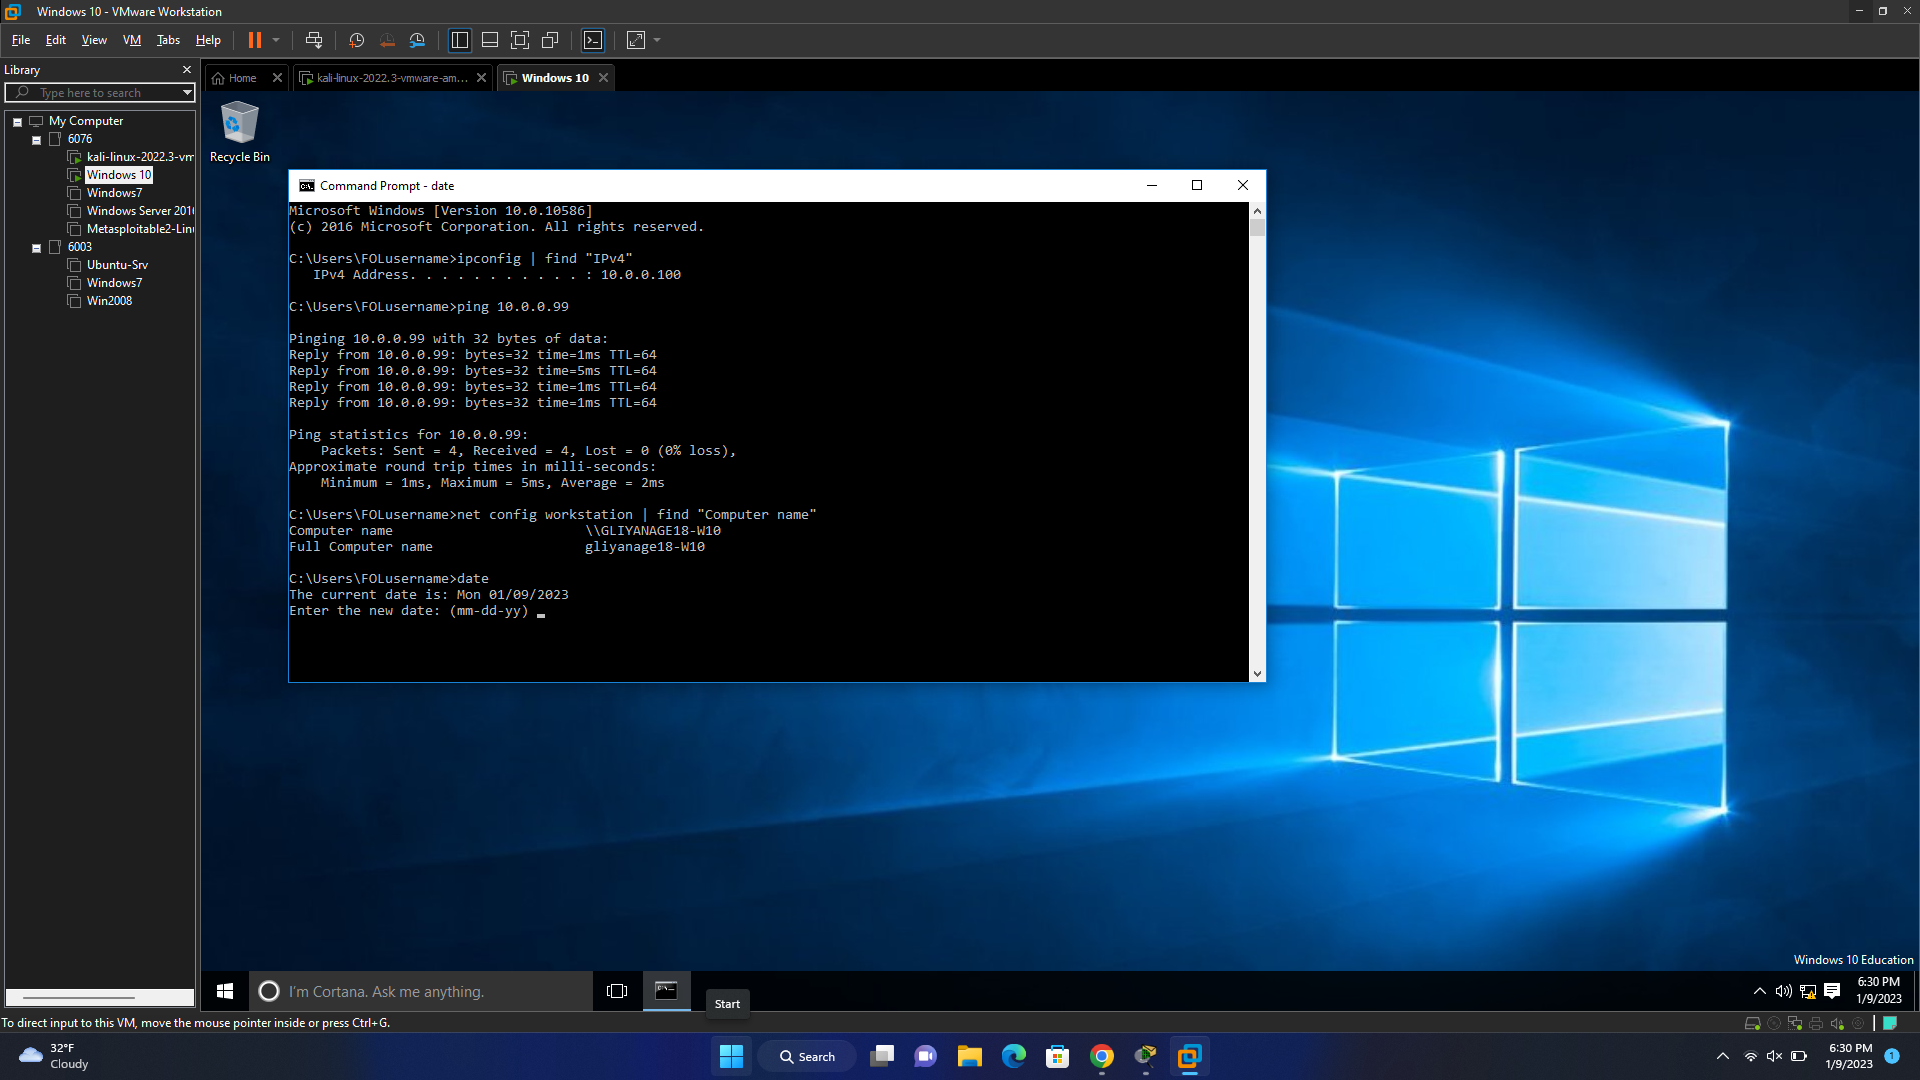 Windows 10 - VMware Workstation
File Edit View VM Tabs Help
Library
Type here to search
My Computer
6076
kali-linux-2022.3-vm
Windows 10
Windows7
Windows Server 2016
Metasploitable2-Linu
6003
Ubuntu-Srv
Windows7
Win2008
Home
kali-linux-2022.3-vmware-am...
Windows 10
Recycle Bin
Command Prompt - date
Microsoft Windows [Version 10.0.10586]
(c) 2016 Microsoft Corporation. All rights reserved.
C:\Users\FOLusername>ipconfig | find "IPv4"
IPv4 Address. . . . . . . . . . . : 10.0.0.100
C:\Users\FOLusername>ping 10.0.0.99
Pinging 10.0.0.99 with 32 bytes of data:
Reply from 10.0.0.99: bytes=32 time=1ms TTL=64
Reply from 10.0.0.99: bytes=32 time=5ms TTL=64
Reply from 10.0.0.99: bytes=32 time=1ms TTL=64
Reply from 10.0.0.99: bytes=32 time=1ms TTL=64
Ping statistics for 10.0.0.99:
Packets: Sent = 4, Received = 4, Lost = 0 (0% loss),
Approximate round trip times in milli-seconds:
Minimum = 1ms, Maximum = 5ms, Average = 2ms
C:\Users\FOLusername>net config workstation | find "Computer name"
Computer name \\GLIYANAGE18-W10
Full Computer name gliyanage18-W10
C:\Users\FOLusername>date
The current date is: Mon 01/09/2023
Enter the new date: (mm-dd-yy)
Windows 10 Education
I'm Cortana. Ask me anything.
Start
6:30 PM
1/9/2023
To direct input to this VM, move the mouse pointer inside or press Ctrl+G.
32°F
Cloudy
Search
6:30 PM
1/9/2023
1